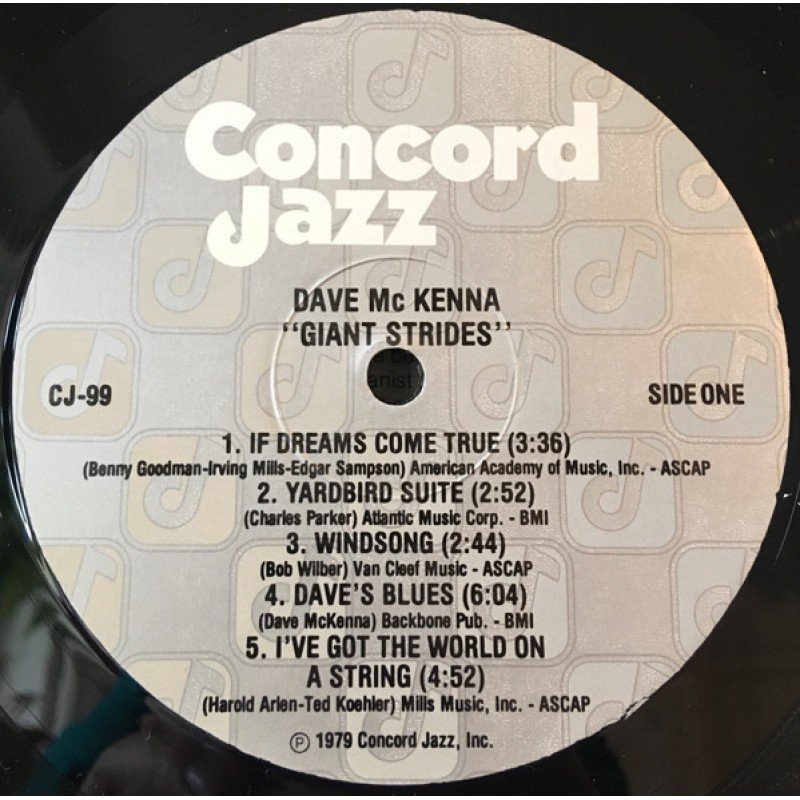 Concord
Jazz
DAVE Mc KENNA
"GIANT STRIDES"
anist
CJ-99
SIDE ONE
1. IF DREAMS COME TRUE (3:36)
(Benny Goodman-Irving Mills-Edgar Sampson) American Academy of Music, Inc. - ASCAP
2. YARDBIRD SUITE (2:52)
(Charles Parker) Atlantic Music Corp. - BMI
3. WINDSONG (2:44)
(Bob Wilber) Van Cleef Music - ASCAP
4. DAVE'S BLUES (6:04)
(Dave McKenna) Backbone Pub. - BMI
5. I'VE GOT THE WORLD ON
A STRING (4:52)
(Harold Arlen-Ted Koehler) Mills Music, Inc. - ASCAP
℗ 1979 Concord Jazz, Inc.